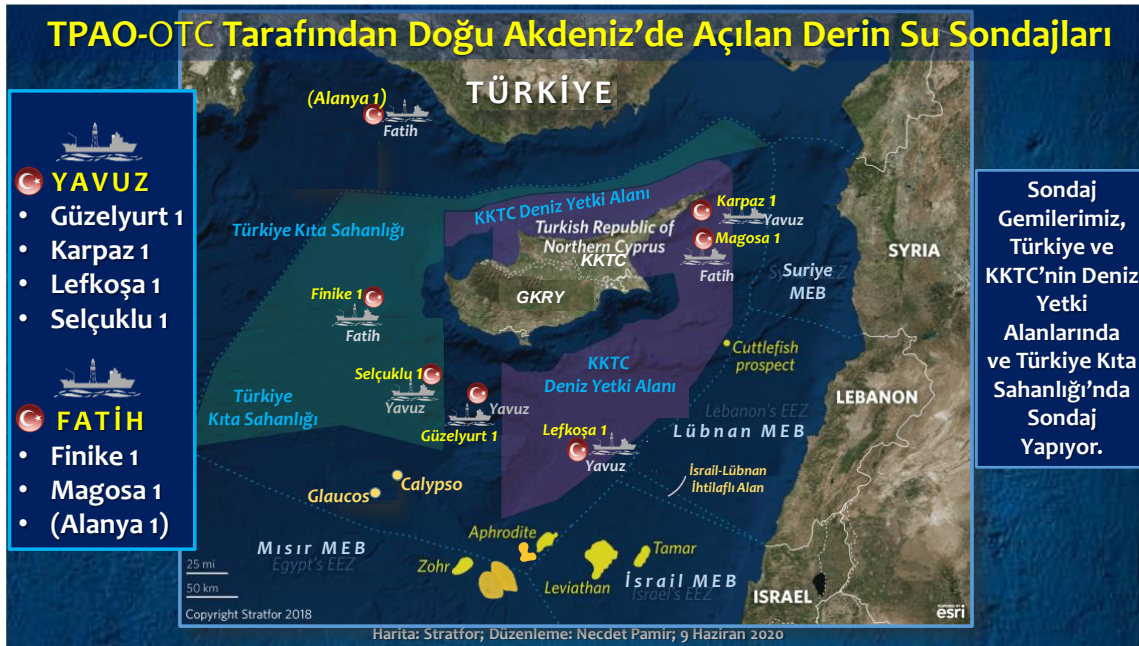 TPAO-OTC Tarafından Doğu Akdeniz’de Açılan Derin Su Sondajları
YAVUZ
• Güzelyurt 1
• Karpaz 1
• Lefkoşa 1
• Selçuklu 1
FATİH
• Finike 1
• Magosa 1
• (Alanya 1)
TÜRKİYE
(Alanya 1)
Fatih
KKTC Deniz Yetki Alanı
Türkiye Kıta Sahanlığı
Turkish Republic of
Northern Cyprus
KKTC
GKRY
Karpaz 1
Yavuz
Magosa 1
Fatih
Suriye
MEB
SYRIA
Finike 1
Fatih
Selçuklu 1
Yavuz
Yavuz
Güzelyurt 1
Türkiye
Kıta Sahanlığı
KKTC
Deniz Yetki Alanı
Cuttlefish
prospect
Lebanon's EEZ
Lübnan MEB
LEBANON
Lefkoşa 1
Yavuz
İsrail-Lübnan
İhtilaflı Alan
Calypso
Glaucos
Aphrodite
Mısır MEB
Egypt's EEZ
Zohr
Leviathan
Tamar
İsrail MEB
Israel's EEZ
ISRAEL
25 mi
50 km
Copyright Stratfor 2018
POWERED BY
esri
Sondaj
Gemilerimiz,
Türkiye ve
KKTC’nin Deniz
Yetki
Alanlarında
ve Türkiye Kıta
Sahanlığı’nda
Sondaj
Yapıyor.
Harita: Stratfor; Düzenleme: Necdet Pamir; 9 Haziran 2020